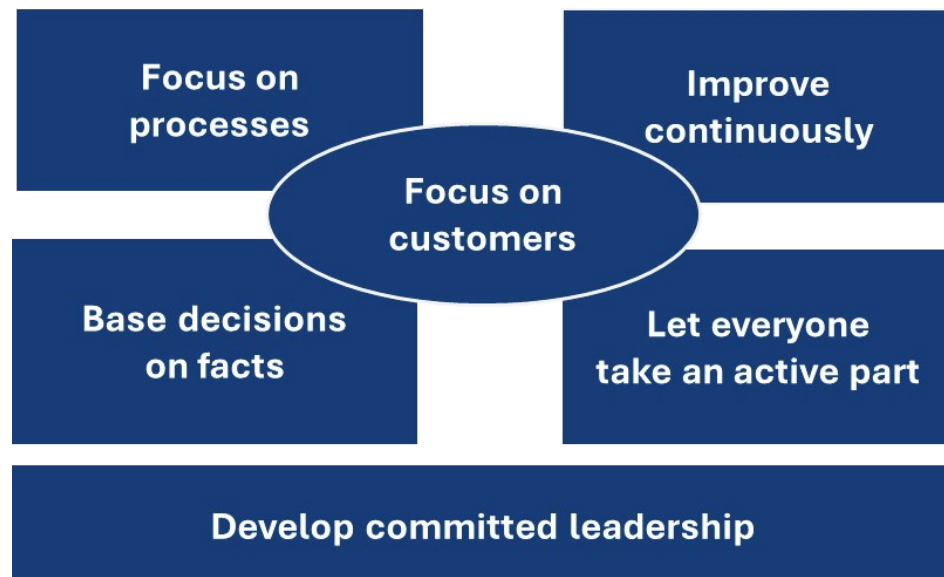 Focus on
processes
Improve
continuously
Focus on
customers
Base decisions
on facts
Let everyone
take an active part
Develop committed leadership